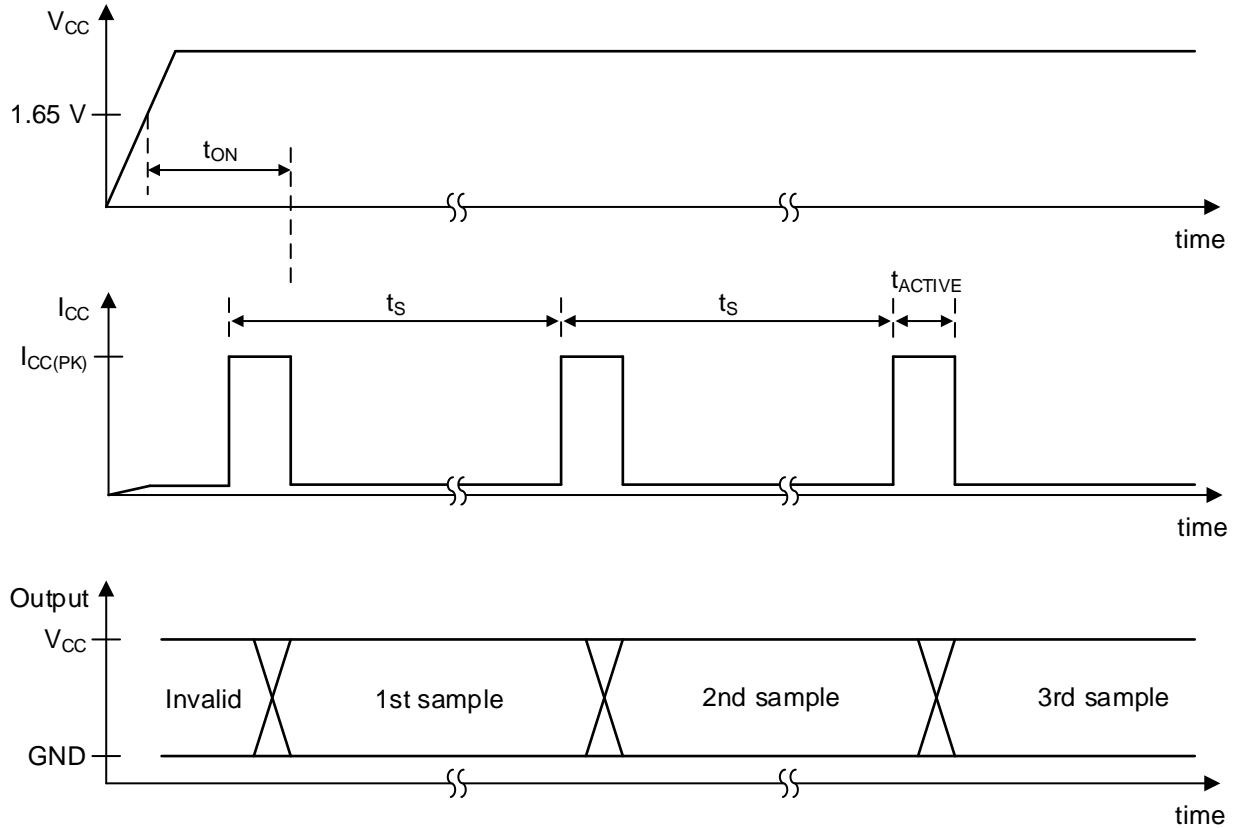 VCC
1.65 V
tON
time
ICC
tS
tS
tACTIVE
ICC(PK)
time
Output
VCC
Invalid
1st sample
2nd sample
3rd sample
GND
time